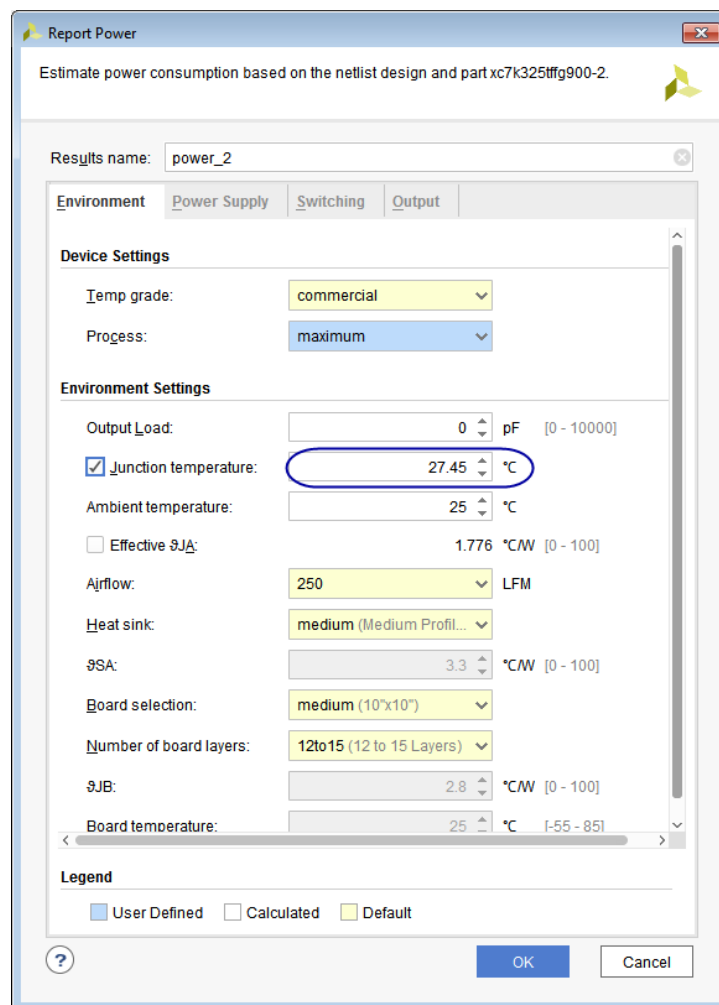 Report Power
Estimate power consumption based on the netlist design and part xc7k325tffg900-2.
Results name: power_2
Environment Power Supply Switching Output
Device Settings
Temp grade: commercial
Process: maximum
Environment Settings
Output Load: 0 pF [0 - 10000]
Junction temperature: 27.45 °C
Ambient temperature: 25 °C
Effective ϑJA: 1.776 °C/W [0 - 100]
Airflow: 250 LFM
Heat sink: medium (Medium Profil...
ϑSA: 3.3 °C/W [0 - 100]
Board selection: medium (10"x10")
Number of board layers: 12to15 (12 to 15 Layers)
ϑJB: 2.8 °C/W [0 - 100]
Board temperature: 25 °C [-55 - 85]
Legend
User Defined Calculated Default
? OK Cancel